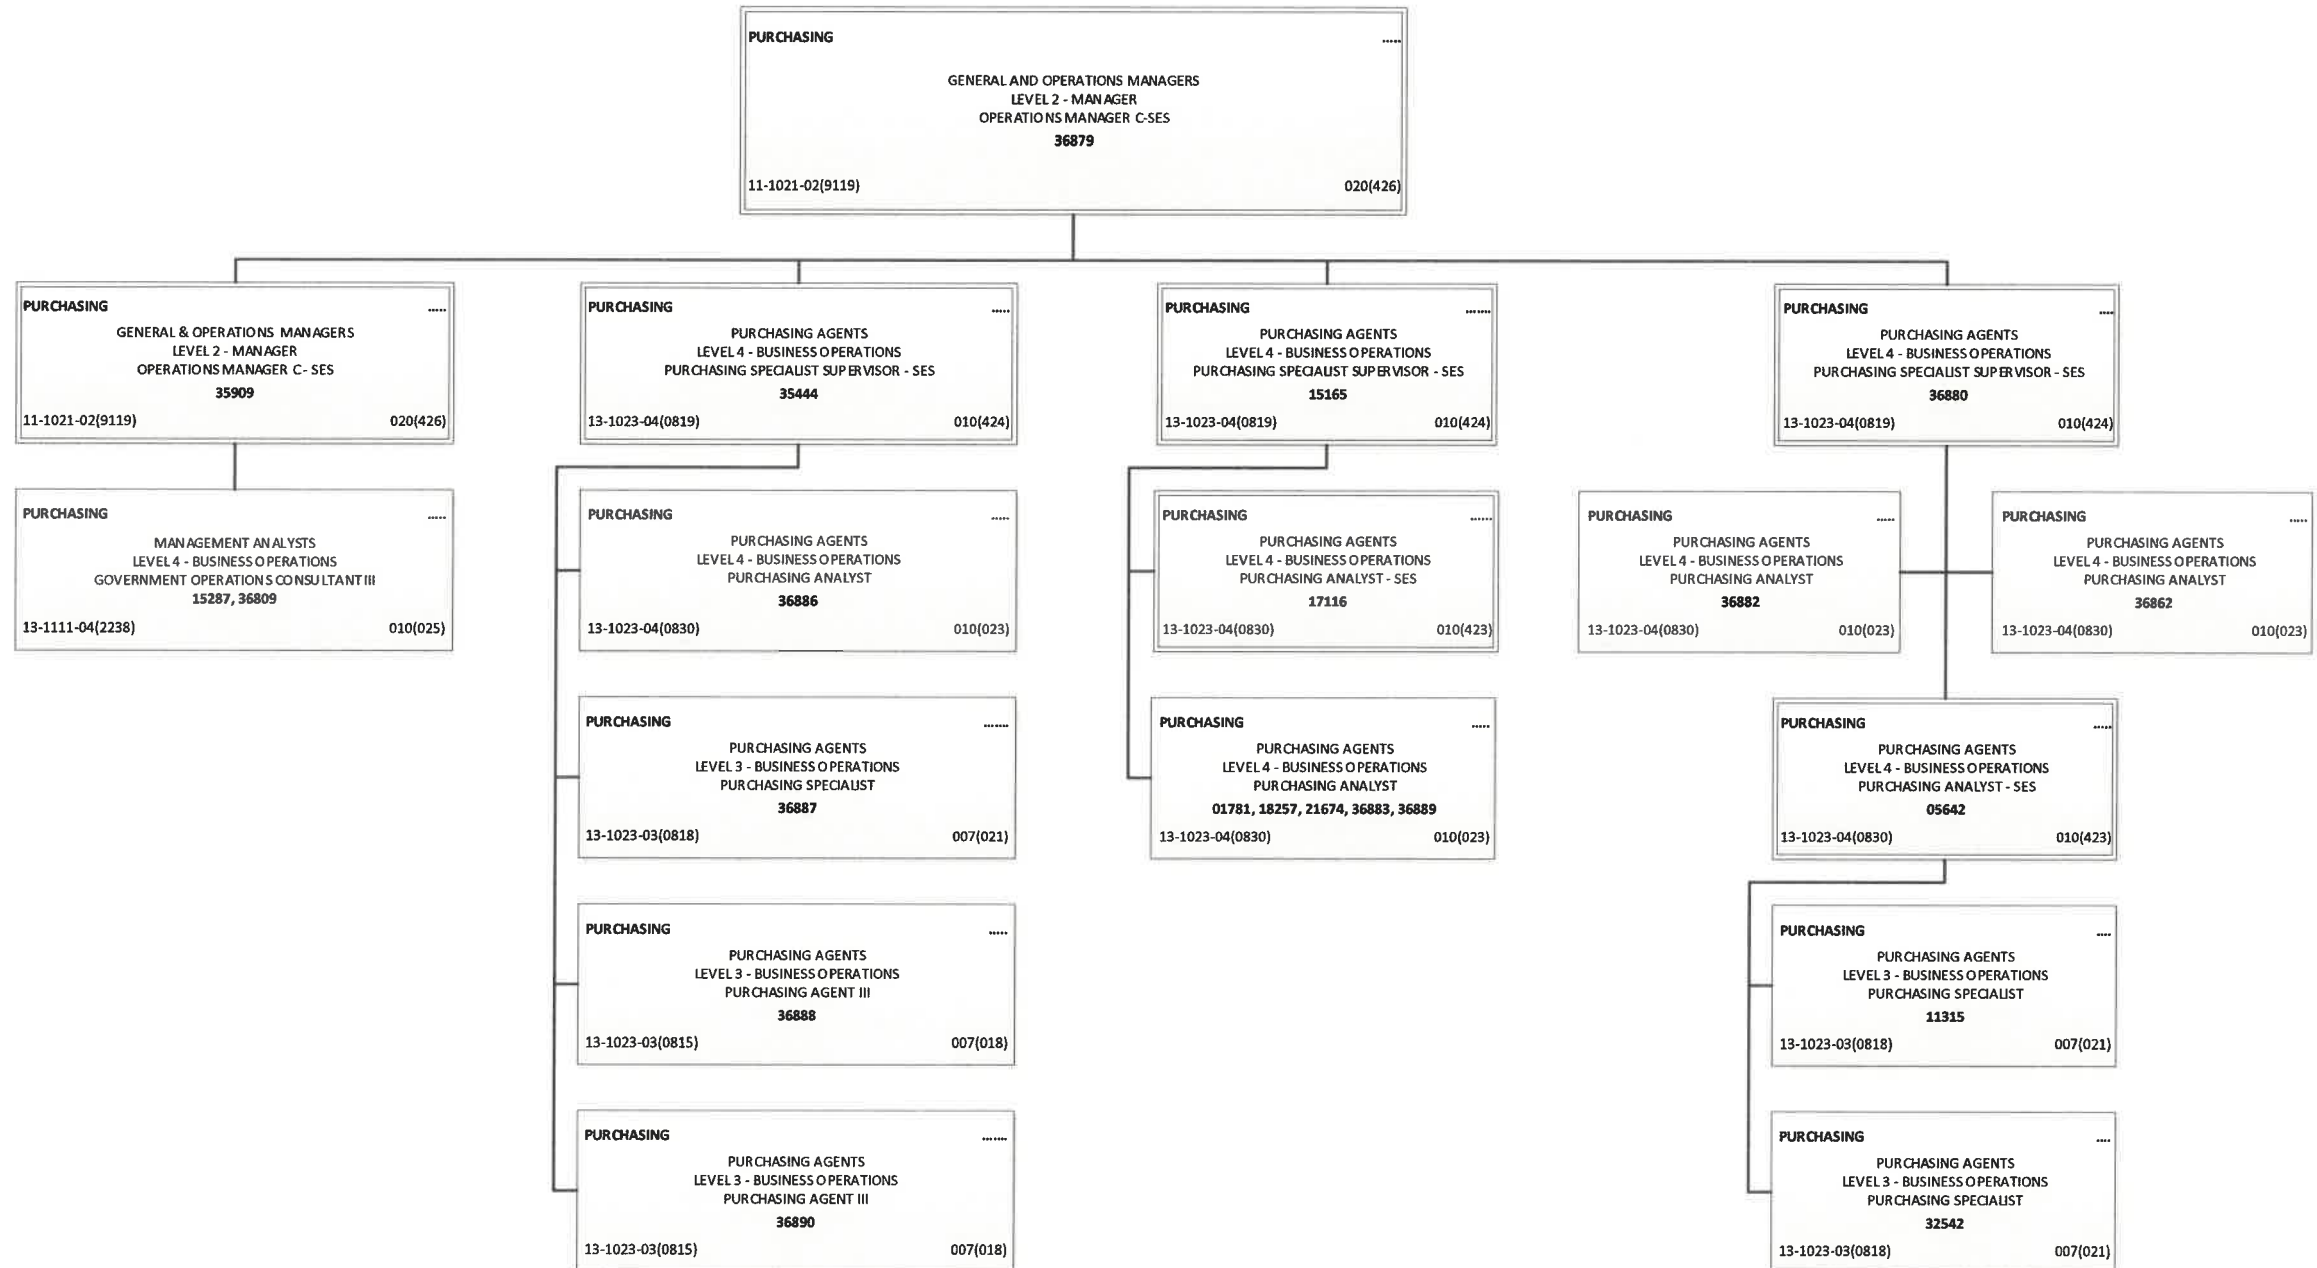 PURCHASING .....
GENERAL AND OPERATIONS MANAGERS
LEVEL 2 - MANAGER
OPERATIONS MANAGER C-SES
36879
11-1021-02(9119) 020(426)
PURCHASING .....
GENERAL & OPERATIONS MANAGERS
LEVEL 2 - MANAGER
OPERATIONS MANAGER C- SES
35909
11-1021-02(9119) 020(426)
PURCHASING .....
PURCHASING AGENTS
LEVEL 4 - BUSINESS OPERATIONS
PURCHASING SPECIALIST SUPERVISOR - SES
35444
13-1023-04(0819) 010(424)
PURCHASING .......
PURCHASING AGENTS
LEVEL 4 - BUSINESS OPERATIONS
PURCHASING SPECIALIST SUPERVISOR - SES
15165
13-1023-04(0819) 010(424)
PURCHASING ....
PURCHASING AGENTS
LEVEL 4 - BUSINESS OPERATIONS
PURCHASING SPECIALIST SUPERVISOR - SES
36880
13-1023-04(0819) 010(424)
PURCHASING .....
MANAGEMENT ANALYSTS
LEVEL 4 - BUSINESS OPERATIONS
GOVERNMENT OPERATIONS CONSULTANT III
15287, 36809
13-1111-04(2238) 010(025)
PURCHASING .....
PURCHASING AGENTS
LEVEL 4 - BUSINESS OPERATIONS
PURCHASING ANALYST
36886
13-1023-04(0830) 010(023)
PURCHASING ......
PURCHASING AGENTS
LEVEL 4 - BUSINESS OPERATIONS
PURCHASING ANALYST - SES
17116
13-1023-04(0830) 010(423)
PURCHASING .....
PURCHASING AGENTS
LEVEL 4 - BUSINESS OPERATIONS
PURCHASING ANALYST
36882
13-1023-04(0830) 010(023)
PURCHASING .....
PURCHASING AGENTS
LEVEL 4 - BUSINESS OPERATIONS
PURCHASING ANALYST
36862
13-1023-04(0830) 010(023)
PURCHASING .......
PURCHASING AGENTS
LEVEL 3 - BUSINESS OPERATIONS
PURCHASING SPECIALIST
36887
13-1023-03(0818) 007(021)
PURCHASING .....
PURCHASING AGENTS
LEVEL 4 - BUSINESS OPERATIONS
PURCHASING ANALYST
01781, 18257, 21674, 36883, 36889
13-1023-04(0830) 010(023)
PURCHASING .....
PURCHASING AGENTS
LEVEL 4 - BUSINESS OPERATIONS
PURCHASING ANALYST - SES
05642
13-1023-04(0830) 010(423)
PURCHASING .....
PURCHASING AGENTS
LEVEL 3 - BUSINESS OPERATIONS
PURCHASING AGENT III
36888
13-1023-03(0815) 007(018)
PURCHASING ....
PURCHASING AGENTS
LEVEL 3 - BUSINESS OPERATIONS
PURCHASING SPECIALIST
11315
13-1023-03(0818) 007(021)
PURCHASING .......
PURCHASING AGENTS
LEVEL 3 - BUSINESS OPERATIONS
PURCHASING AGENT III
36890
13-1023-03(0815) 007(018)
PURCHASING ....
PURCHASING AGENTS
LEVEL 3 - BUSINESS OPERATIONS
PURCHASING SPECIALIST
32542
13-1023-03(0818) 007(021)